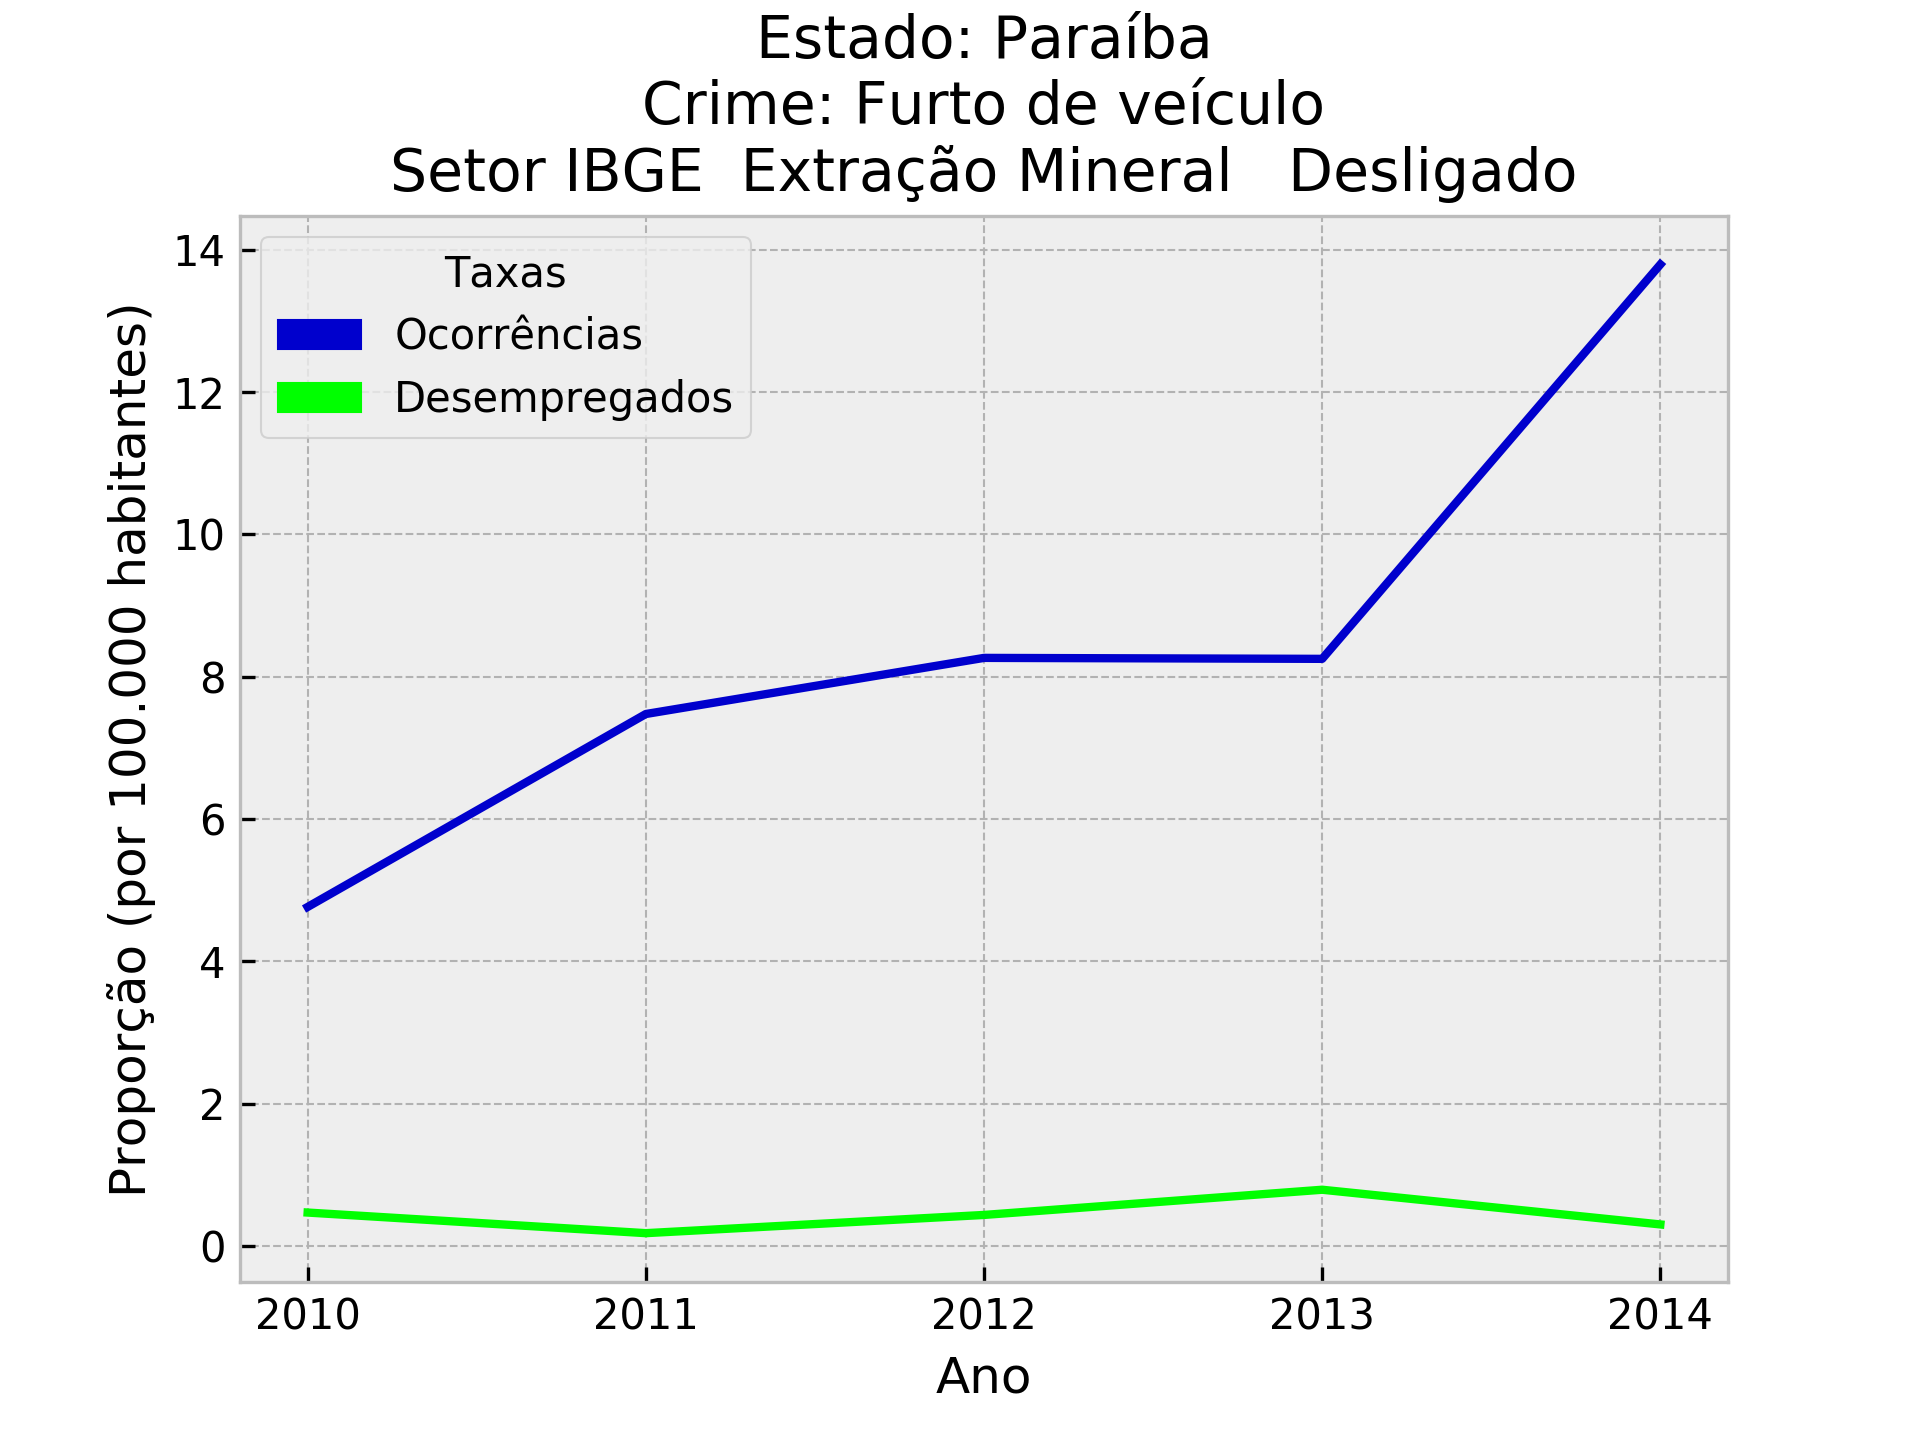 Estado: Paraíba
Crime: Furto de veículo
Setor IBGE  Extração Mineral   Desligado
Proporção (por 100.000 habitantes)
14
12
10
8
6
4
2
0
Taxas
Ocorrências
Desempregados
2010 2011 2012 2013 2014
Ano